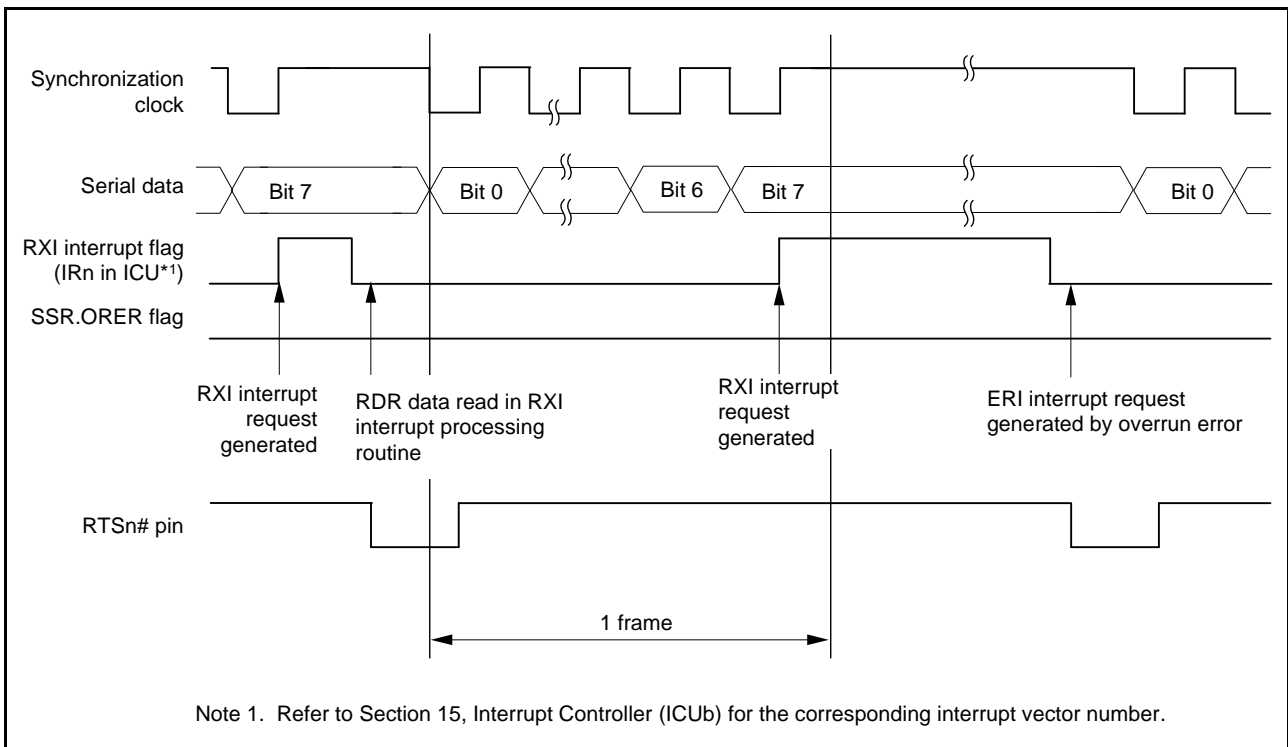 Synchronization
clock
Serial data
Bit 7
Bit 0
Bit 6
Bit 7
Bit 0
RXI interrupt flag
(IRn in ICU*1)
SSR.ORER flag
RXI interrupt
request
generated
RDR data read in RXI
interrupt processing
routine
RXI interrupt
request
generated
ERI interrupt request
generated by overrun error
RTSn# pin
1 frame
Note 1. Refer to Section 15, Interrupt Controller (ICUb) for the corresponding interrupt vector number.